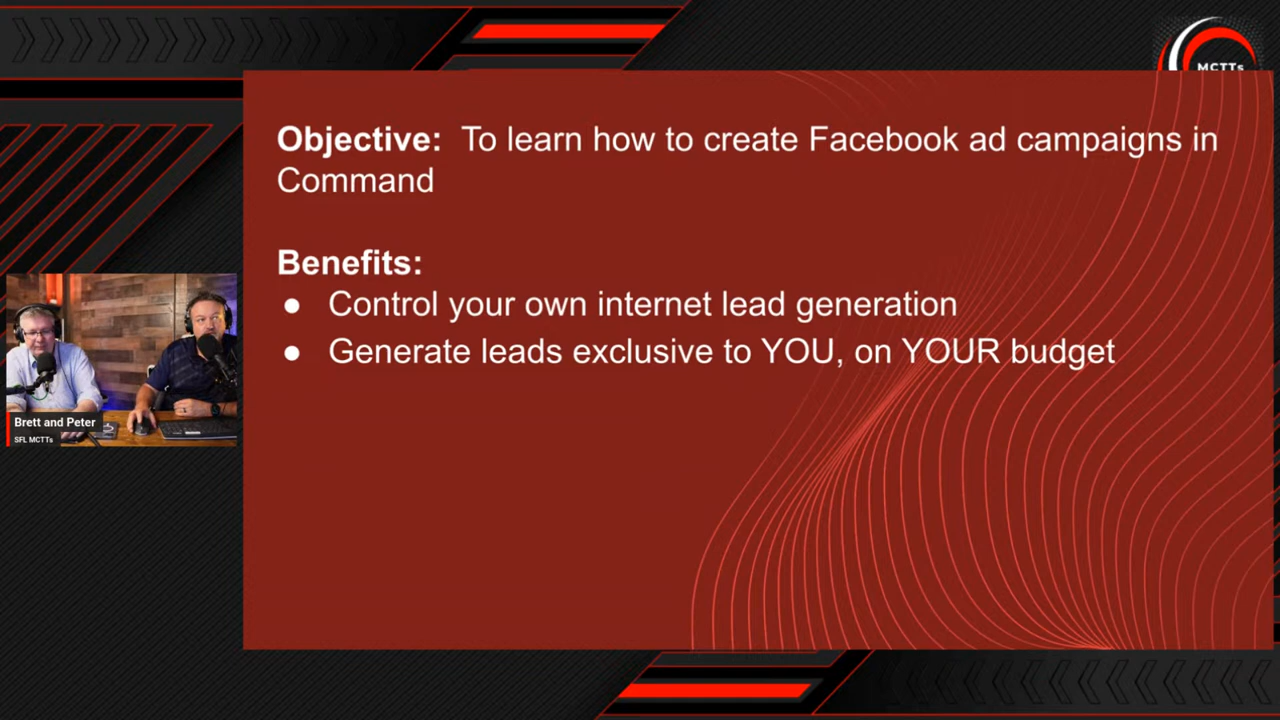 MCTTs
Objective: To learn how to create Facebook ad campaigns in
Command
Benefits:
● Control your own internet lead generation
● Generate leads exclusive to YOU, on YOUR budget
Brett and Peter
SFL MCTTs